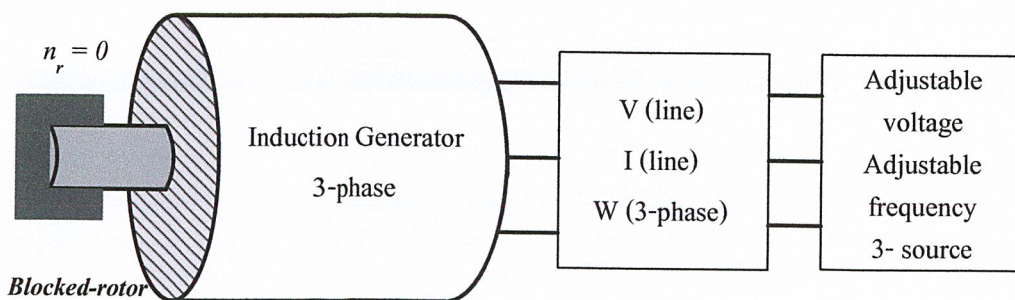 n_r = 0
Blocked-rotor
Induction Generator
3-phase
V (line)
I (line)
W (3-phase)
Adjustable
voltage
Adjustable
frequency
3- source